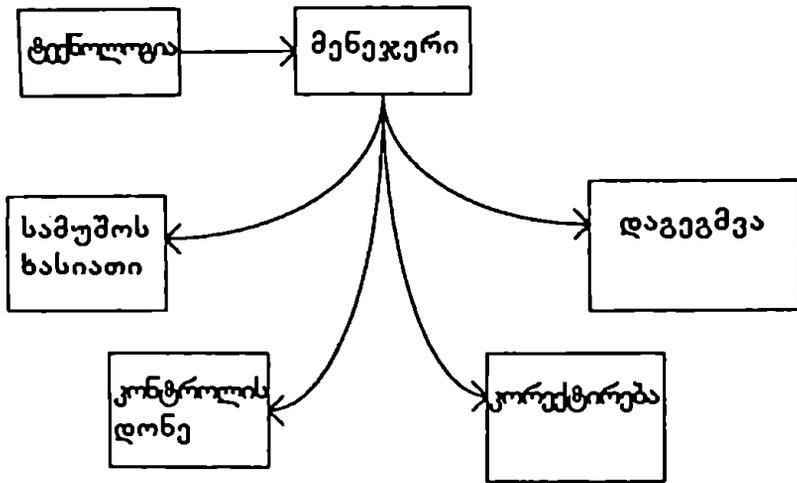 ტექნოლოგია
მენეჯერი
სამუშოს
ხასიათი
დაგეგმვა
კონტროლის
დონე
კორექტირება